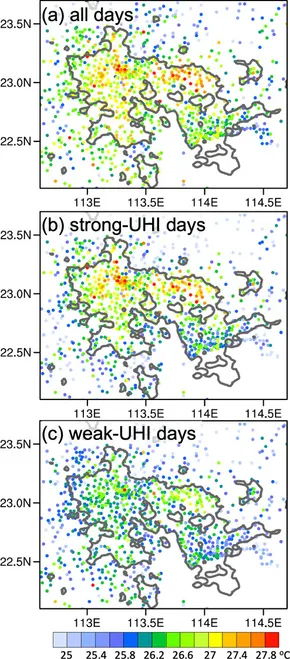 (a) all days
23.5N
23.0N
22.5N
113E 113.5E 114E 114.5E
(b) strong-UHI days
23.5N
23.0N
22.5N
113E 113.5E 114E 114.5E
(c) weak-UHI days
23.5N
23.0N
22.5N
113E 113.5E 114E 114.5E
25 25.4 25.8 26.2 26.6 27 27.4 27.8 ºC